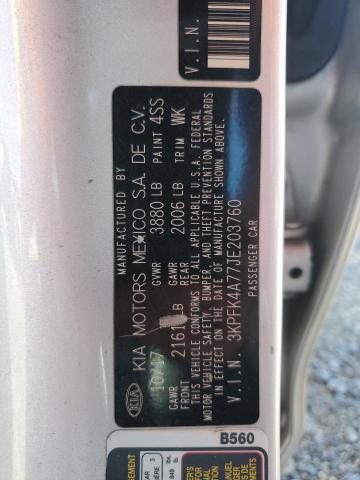 V.I.N.
MANUFACTURED BY
KIA MOTORS MEXICO S.A. DE C.V.
KIA
10/17 GVWR 3880 LB PAINT 4SS
GAWR FRONT 2161 LB GAWR REAR 2006 LB TRIM WK
THIS VEHICLE CONFORMS TO ALL APPLICABLE U.S.A. FEDERAL
MOTOR VEHICLE SAFETY, BUMPER, AND THEFT PREVENTION STANDARDS
IN EFFECT ON THE DATE OF MANUFACTURE SHOWN ABOVE.
V.I.N. 3KPFK4A77JE203760
PASSENGER CAR
B560